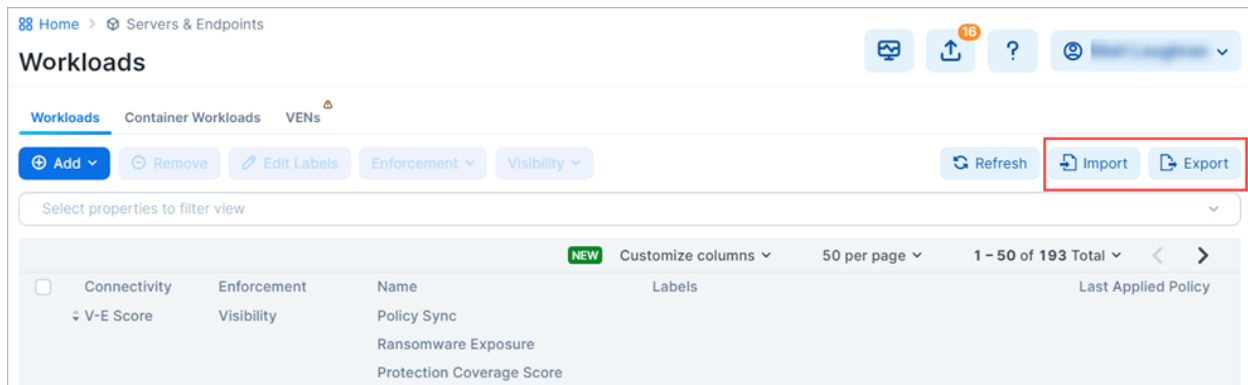 Home > Servers & Endpoints
16
?
Workloads
Workloads Container Workloads VENs
Add Remove Edit Labels Enforcement Visibility Refresh Import Export
Select properties to filter view
NEW Customize columns 50 per page 1 – 50 of 193 Total
Connectivity Enforcement Name Labels Last Applied Policy
V-E Score Visibility Policy Sync
Ransomware Exposure
Protection Coverage Score